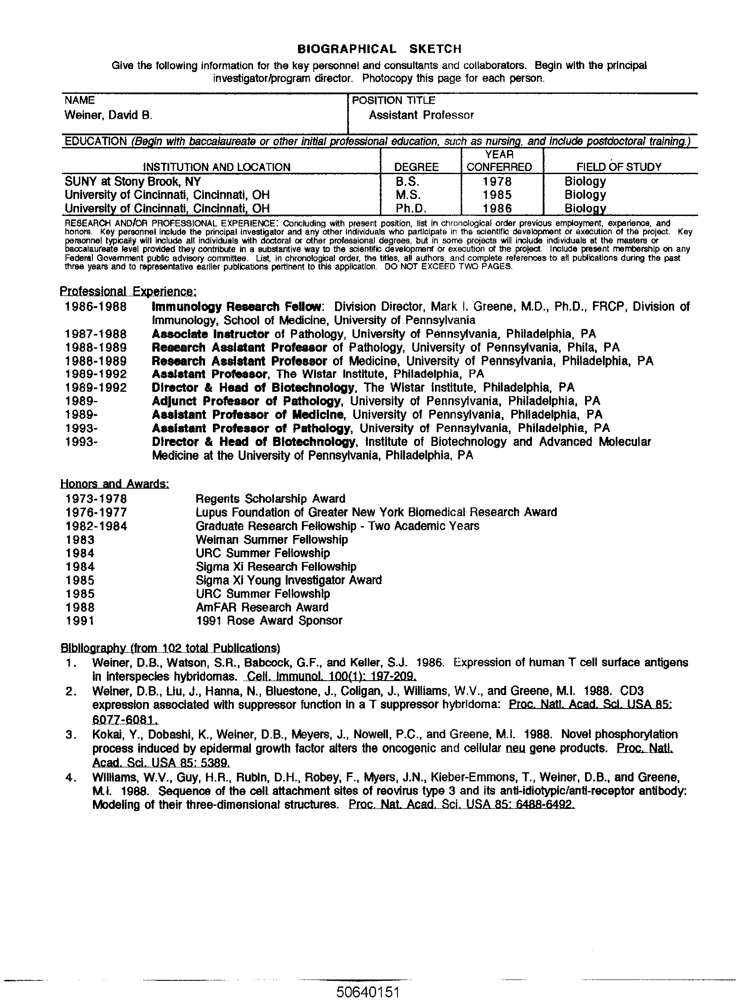 BIOGRAPHICAL SKETCH
Give the following information for the key personnel and consultants and collaborators. Begin with the principal
investigator/program director. Photocopy this page for each person.
NAME POSITION TITLE
Weiner, David B. Assistant Professor
EDUCATION (Begin with baccalaureate or other initial professional education, such as nursing, and include postdoctoral training.)
INSTITUTION AND LOCATION DEGREE YEAR CONFERRED FIELD OF STUDY
SUNY at Stony Brook, NY B.S. 1978 Biology
University of Cincinnati, Cincinnati, OH M.S. 1985 Biology
University of Cincinnati, Cincinnati, OH Ph.D. 1986 Biology
RESEARCH AND/OR PROFESSIONAL EXPERIENCE: Concluding with present position, list in chronological order previous employment, experience, and
honors. Key personnel include the principal investigator and any other individuals who participate in the scientific development or execution of the project. Key
personnel typically will include all individuals with doctoral or other professional degrees, but in some projects will include individuals at the masters or
baccalaureate level provided they contribute in a substantive way to the scientific development or execution of the project. Include present membership on any
Federal Government public advisory committee. List, in chronological order, the titles, all authors, and complete references to all publications during the past
three years and to representative earlier publications pertinent to this application. DO NOT EXCEED TWO PAGES.
Professional Experience:
1986-1988 Immunology Research Fellow: Division Director, Mark I. Greene, M.D., Ph.D., FRCP, Division of
Immunology, School of Medicine, University of Pennsylvania
1987-1988 Associate Instructor of Pathology, University of Pennsylvania, Philadelphia, PA
1988-1989 Research Assistant Professor of Pathology, University of Pennsylvania, Phila, PA
1988-1989 Research Assistant Professor of Medicine, University of Pennsylvania, Philadelphia, PA
1989-1992 Assistant Professor, The Wistar Institute, Philadelphia, PA
1989-1992 Director & Head of Biotechnology, The Wistar Institute, Philadelphia, PA
1989- Adjunct Professor of Pathology, University of Pennsylvania, Philadelphia, PA
1989- Assistant Professor of Medicine, University of Pennsylvania, Philadelphia, PA
1993- Assistant Professor of Pathology, University of Pennsylvania, Philadelphia, PA
1993- Director & Head of Biotechnology, Institute of Biotechnology and Advanced Molecular
Medicine at the University of Pennsylvania, Philadelphia, PA
Honors and Awards:
1973-1978 Regents Scholarship Award
1976-1977 Lupus Foundation of Greater New York Biomedical Research Award
1982-1984 Graduate Research Fellowship - Two Academic Years
1983 Weiman Summer Fellowship
1984 URC Summer Fellowship
1984 Sigma Xi Research Fellowship
1985 Sigma Xi Young Investigator Award
1985 URC Summer Fellowship
1988 AmFAR Research Award
1991 1991 Rose Award Sponsor
Bibliography (from 102 total Publications)
1. Weiner, D.B., Watson, S.R., Babcock, G.F., and Keller, S.J. 1986. Expression of human T cell surface antigens
in interspecies hybridomas. Cell. Immunol. 100(1): 197-209.
2. Weiner, D.B., Liu, J., Hanna, N., Bluestone, J., Coligan, J., Williams, W.V., and Greene, M.I. 1988. CD3
expression associated with suppressor function in a T suppressor hybridoma: Proc. Natl. Acad. Sci. USA 85:
6077-6081.
3. Kokai, Y., Dobashi, K., Weiner, D.B., Meyers, J., Nowell, P.C., and Greene, M.I. 1988. Novel phosphorylation
process induced by epidermal growth factor alters the oncogenic and cellular neu gene products. Proc. Natl.
Acad. Sci. USA 85: 5389.
4. Williams, W.V., Guy, H.R., Rubin, D.H., Robey, F., Myers, J.N., Kieber-Emmons, T., Weiner, D.B., and Greene,
M.I. 1988. Sequence of the cell attachment sites of reovirus type 3 and its anti-idiotypic/anti-receptor antibody:
Modeling of their three-dimensional structures. Proc. Nat. Acad. Sci. USA 85: 6488-6492.
50640151